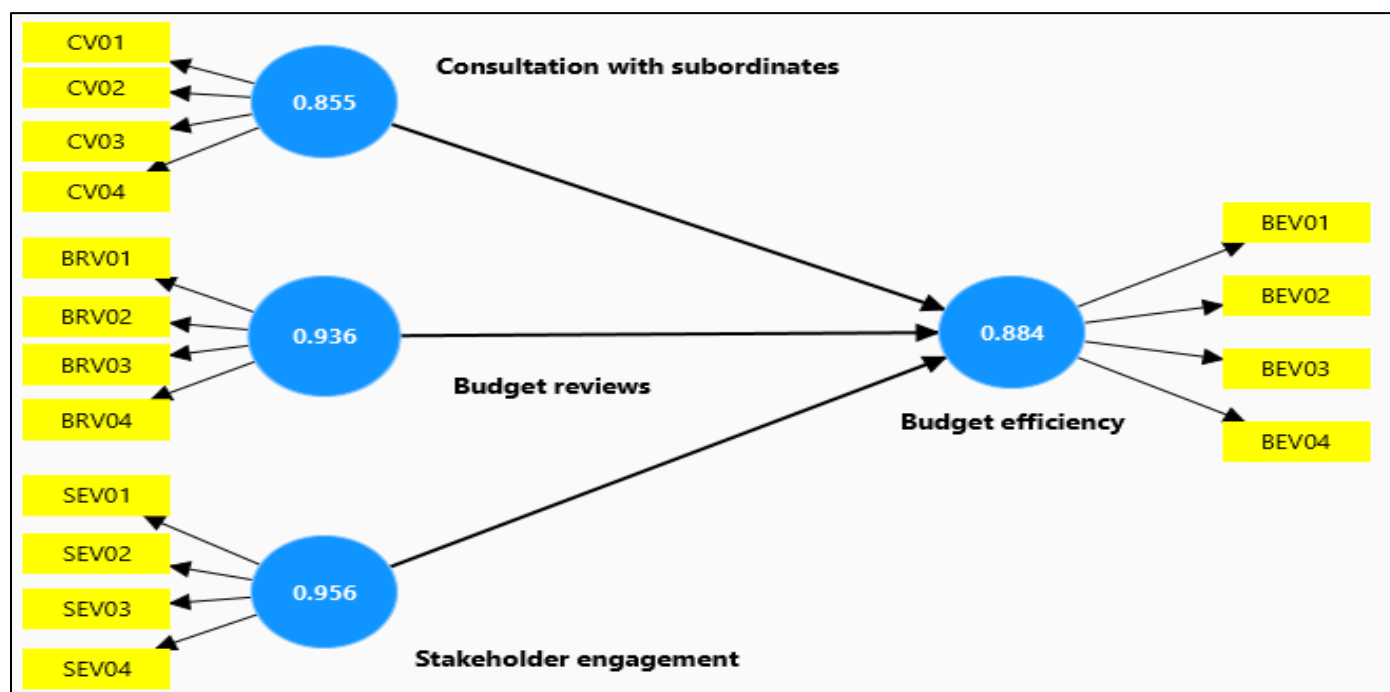 CV01
CV02
CV03
CV04
0.855
Consultation with subordinates
BRV01
BRV02
BRV03
BRV04
0.936
Budget reviews
SEV01
SEV02
SEV03
SEV04
0.956
Stakeholder engagement
0.884
Budget efficiency
BEV01
BEV02
BEV03
BEV04